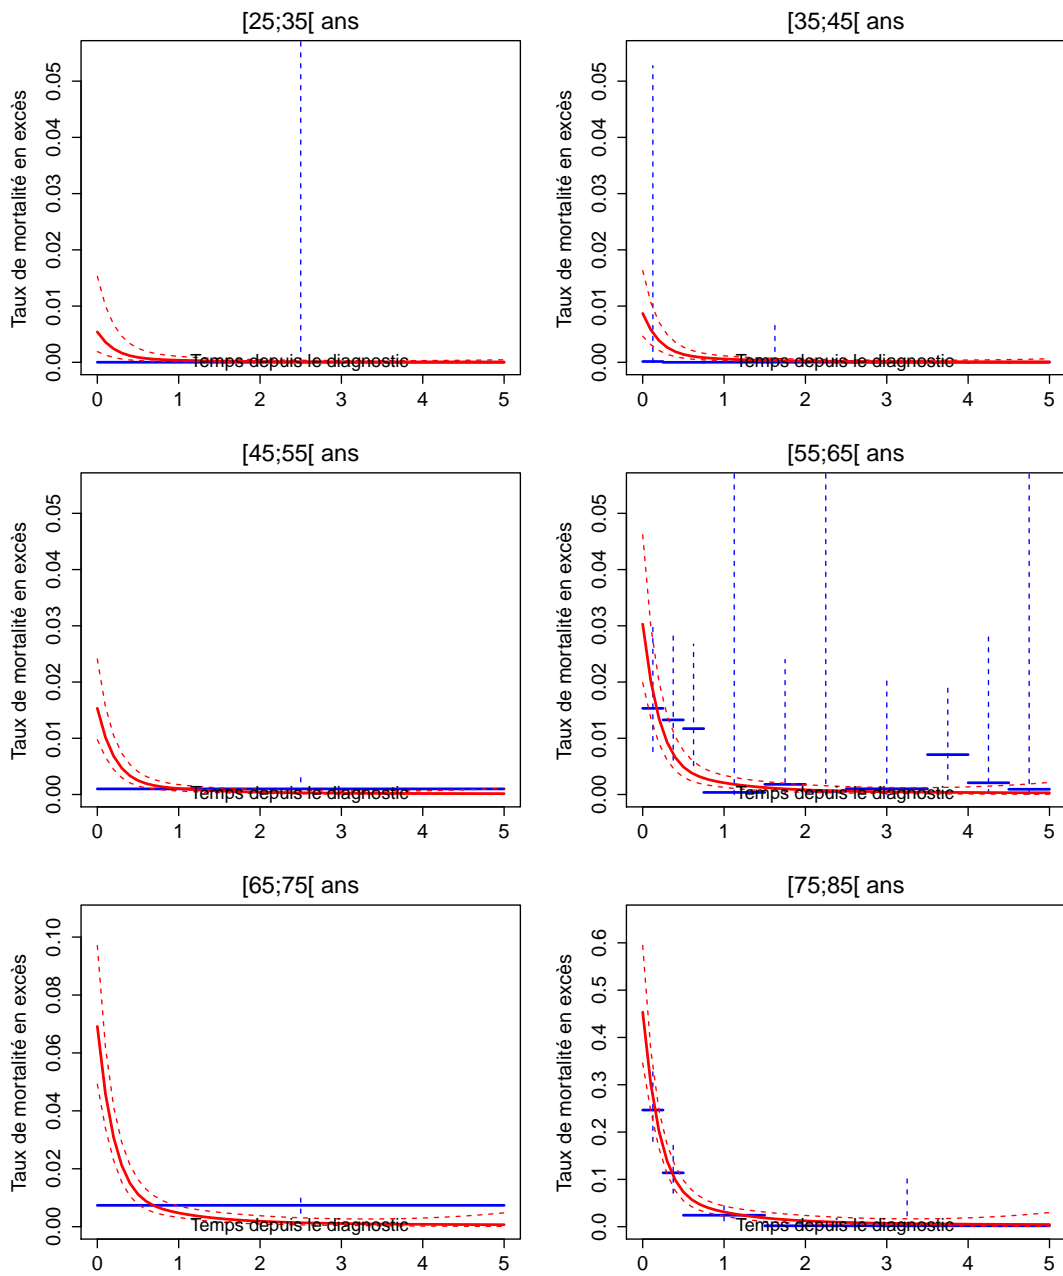 [25;35[ ans
Taux de mortalité en excès
0.05
0.04
0.03
0.02
0.01
0.00
Temps depuis le diagnostic
0 1 2 3 4 5
[35;45[ ans
Taux de mortalité en excès
0.05
0.04
0.03
0.02
0.01
0.00
Temps depuis le diagnostic
0 1 2 3 4 5
[45;55[ ans
Taux de mortalité en excès
0.05
0.04
0.03
0.02
0.01
0.00
Temps depuis le diagnostic
0 1 2 3 4 5
[55;65[ ans
Taux de mortalité en excès
0.05
0.04
0.03
0.02
0.01
0.00
Temps depuis le diagnostic
0 1 2 3 4 5
[65;75[ ans
Taux de mortalité en excès
0.10
0.08
0.06
0.04
0.02
0.00
Temps depuis le diagnostic
0 1 2 3 4 5
[75;85[ ans
Taux de mortalité en excès
0.6
0.5
0.4
0.3
0.2
0.1
0.0
Temps depuis le diagnostic
0 1 2 3 4 5